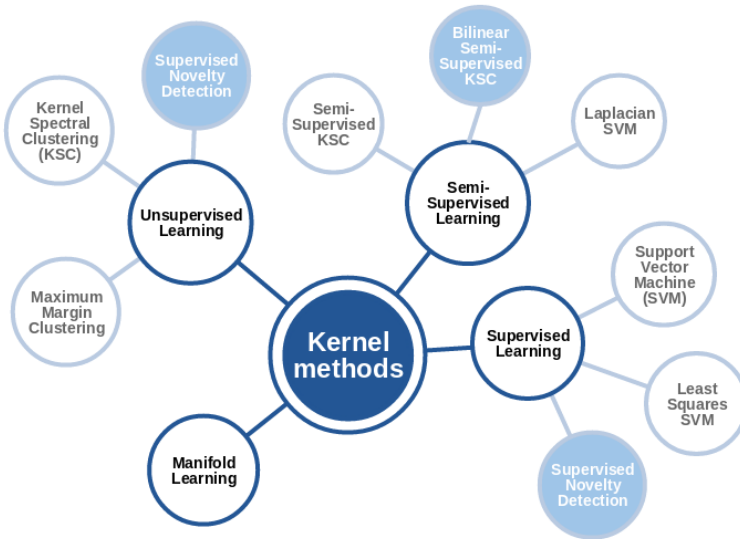 Bilinear
Semi-
Supervised
KSC
Supervised
Novelty
Detection
Kernel
Spectral
Clustering
(KSC)
Semi-
Supervised
KSC
Laplacian
SVM
Unsupervised
Learning
Semi-
Supervised
Learning
Support
Vector
Machine
(SVM)
Maximum
Margin
Clustering
Kernel
methods
Supervised
Learning
Least
Squares
SVM
Manifold
Learning
Supervised
Novelty
Detection